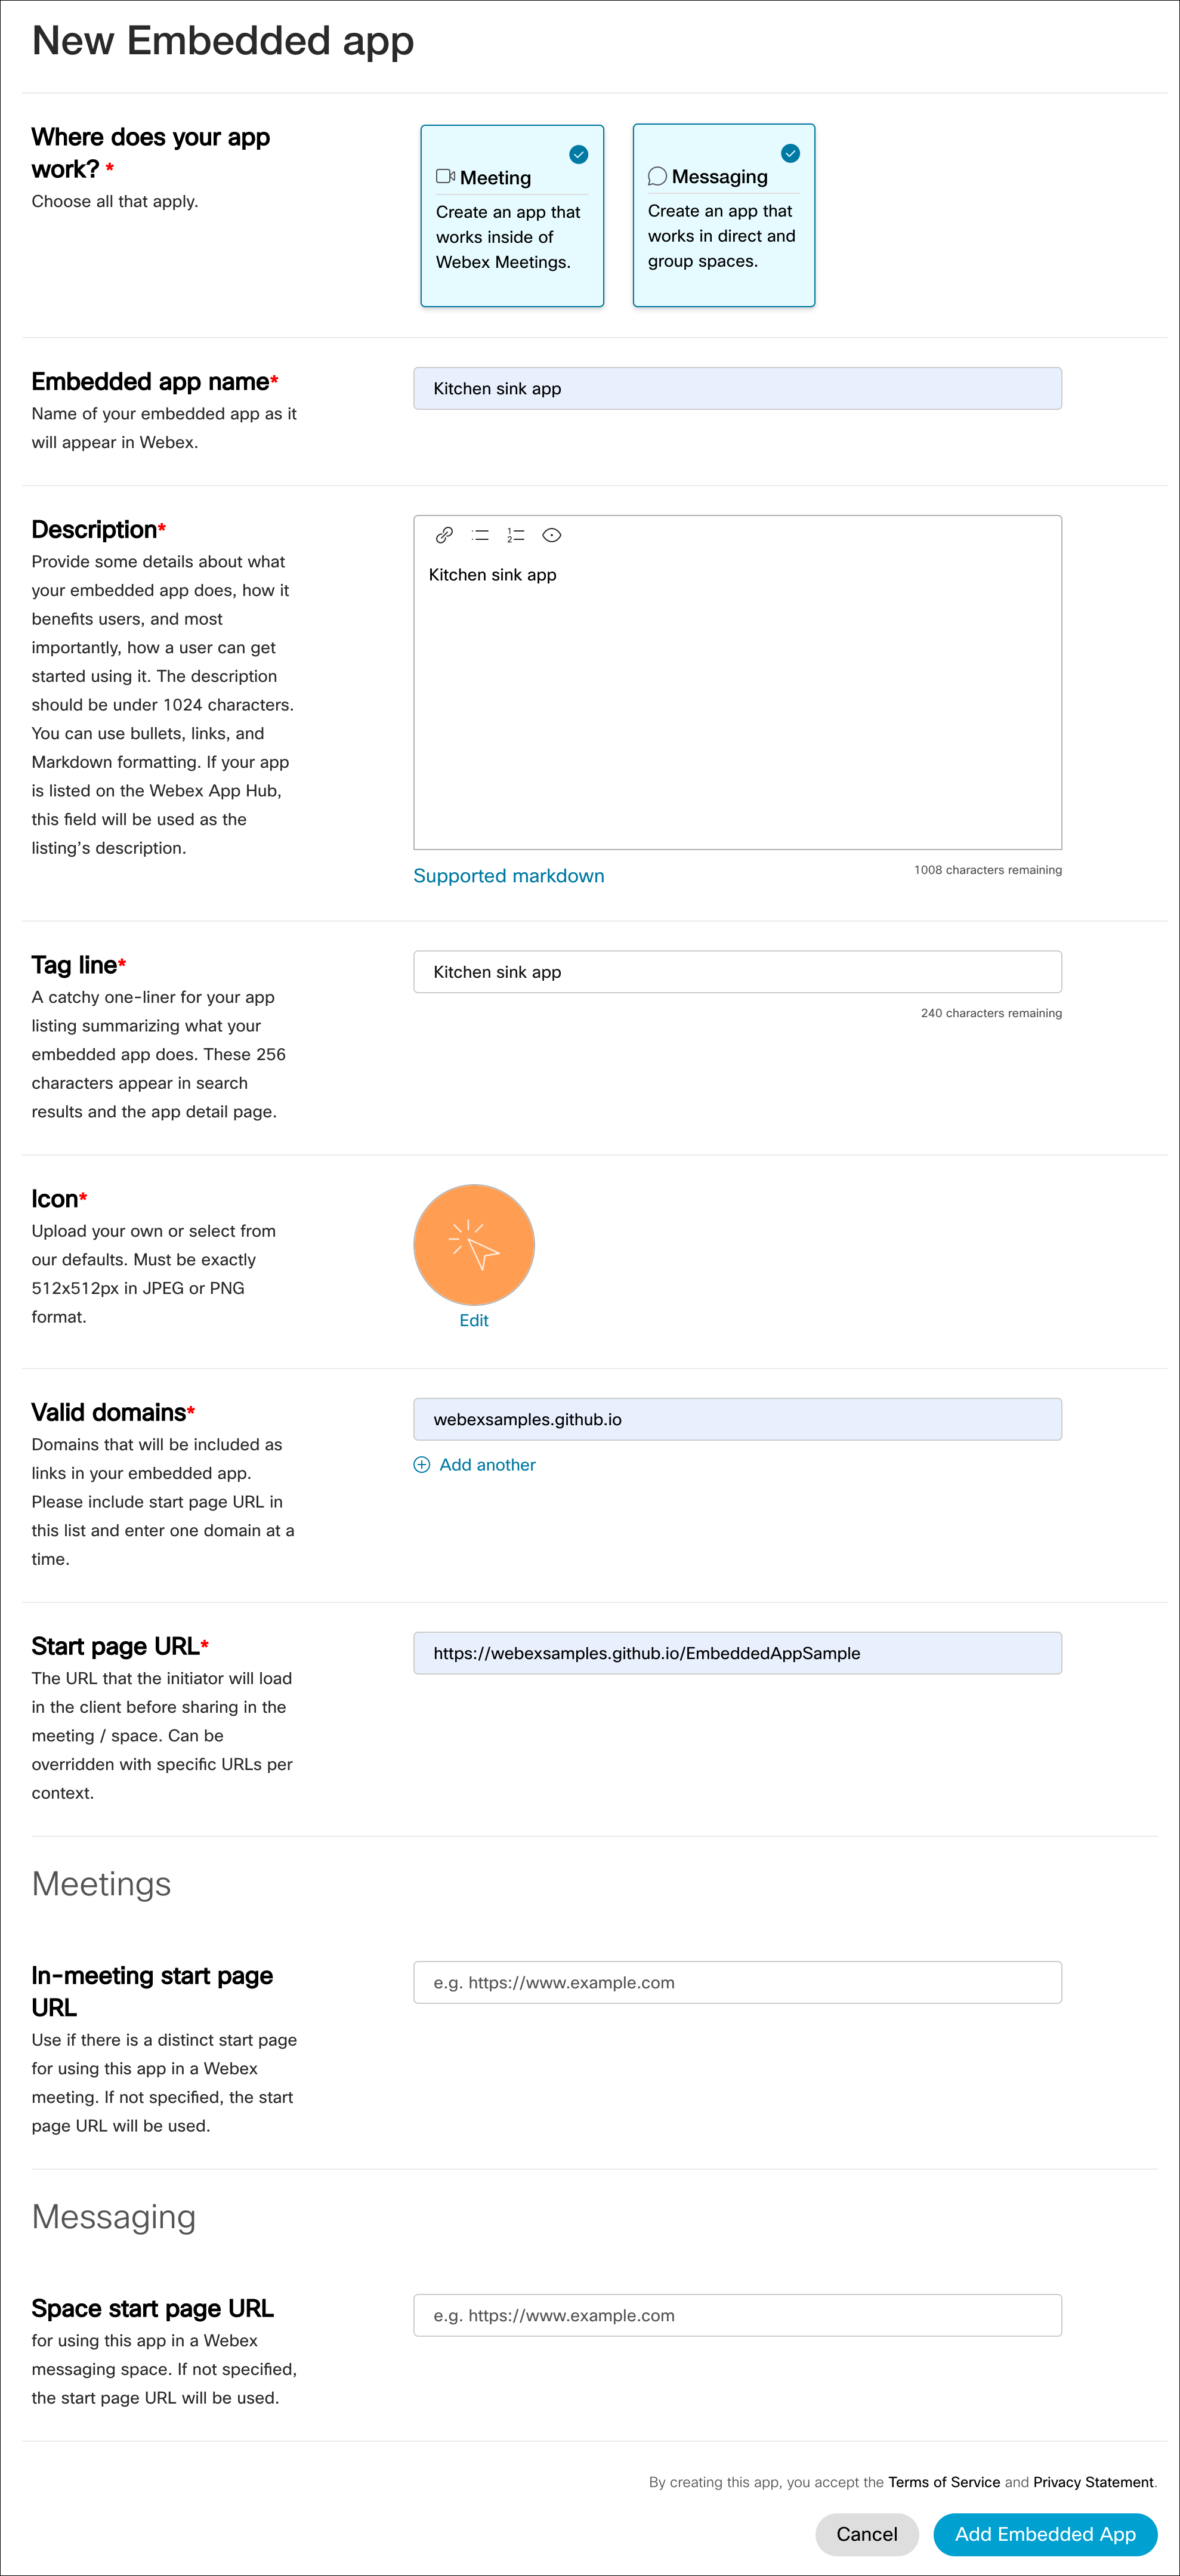 New Embedded app
Where does your app
work? *
Choose all that apply.
Meeting
Create an app that
works inside of
Webex Meetings.
Messaging
Create an app that
works in direct and
group spaces.
Embedded app name*
Name of your embedded app as it
will appear in Webex.
Kitchen sink app
Description*
Provide some details about what
your embedded app does, how it
benefits users, and most
importantly, how a user can get
started using it. The description
should be under 1024 characters.
You can use bullets, links, and
Markdown formatting. If your app
is listed on the Webex App Hub,
this field will be used as the
listing's description.
Kitchen sink app
Supported markdown
1008 characters remaining
Tag line*
A catchy one-liner for your app
listing summarizing what your
embedded app does. These 256
characters appear in search
results and the app detail page.
Kitchen sink app
240 characters remaining
Icon*
Upload your own or select from
our defaults. Must be exactly
512x512px in JPEG or PNG
format.
Edit
Valid domains*
Domains that will be included as
links in your embedded app.
Please include start page URL in
this list and enter one domain at a
time.
webexsamples.github.io
Add another
Start page URL*
The URL that the initiator will load
in the client before sharing in the
meeting / space. Can be
overridden with specific URLs per
context.
https://webexsamples.github.io/EmbeddedAppSample
Meetings
In-meeting start page
URL
Use if there is a distinct start page
for using this app in a Webex
meeting. If not specified, the start
page URL will be used.
e.g. https://www.example.com
Messaging
Space start page URL
for using this app in a Webex
messaging space. If not specified,
the start page URL will be used.
e.g. https://www.example.com
By creating this app, you accept the Terms of Service and Privacy Statement.
Cancel
Add Embedded App